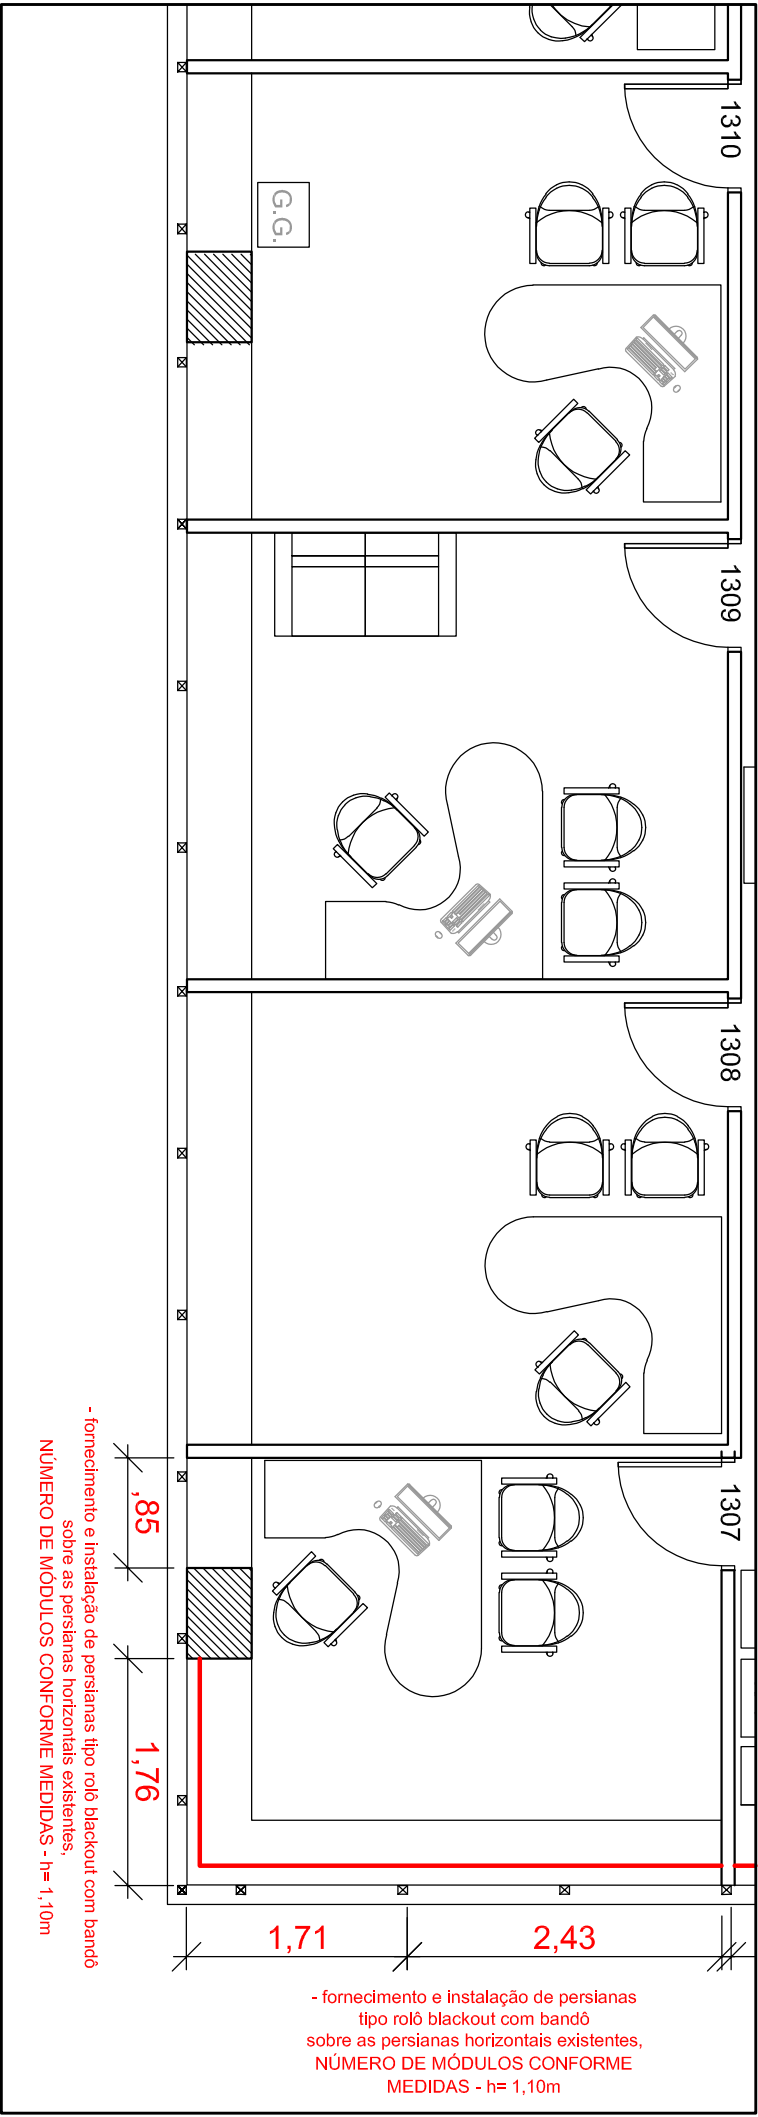 1310
G.G.
1309
1308
1307
,85
1,76
- fornecimento e instalação de persianas tipo rolô blackout com bandô
sobre as persianas horizontais existentes,
NÚMERO DE MÓDULOS CONFORME MEDIDAS - h= 1,10m
1,71
2,43
- fornecimento e instalação de persianas
tipo rolô blackout com bandô
sobre as persianas horizontais existentes,
NÚMERO DE MÓDULOS CONFORME
MEDIDAS - h= 1,10m